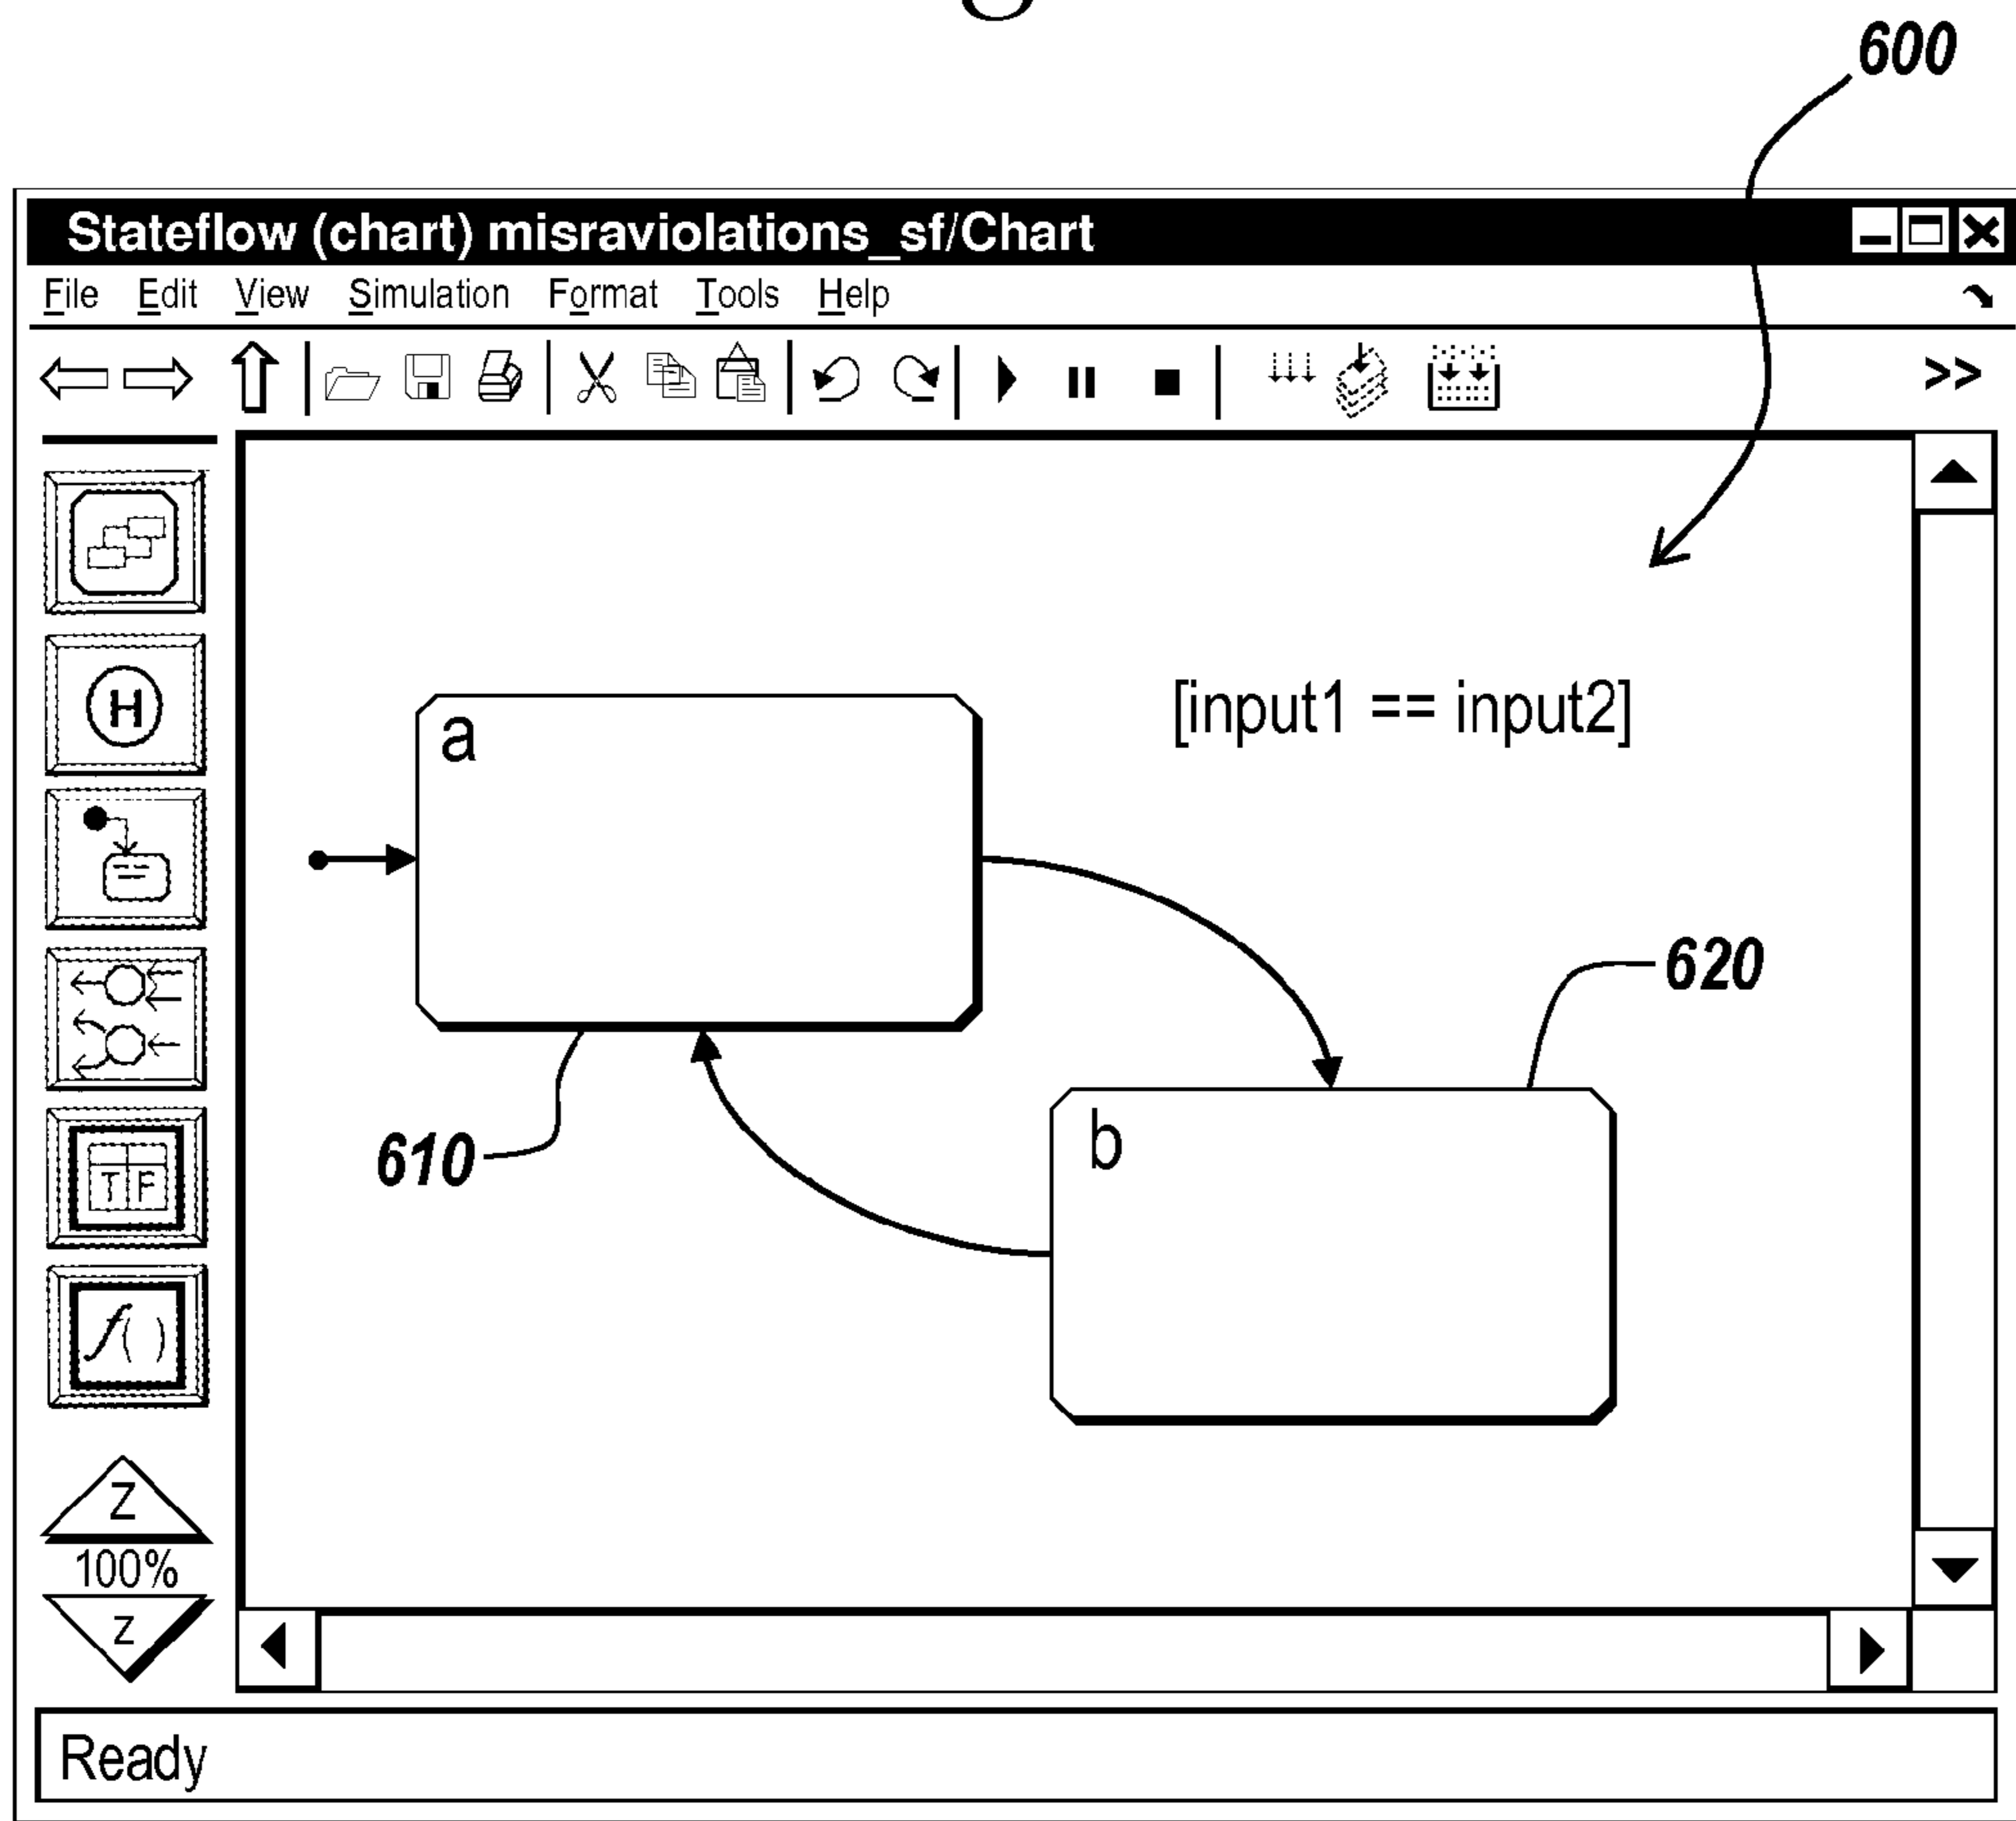 600
Stateflow (chart) misraviolations_sf/Chart
File Edit View Simulation Format Tools Help
>>
[input1 == input2]
H
a
620
b
610
T F
f( )
Z
100%
Z
Ready